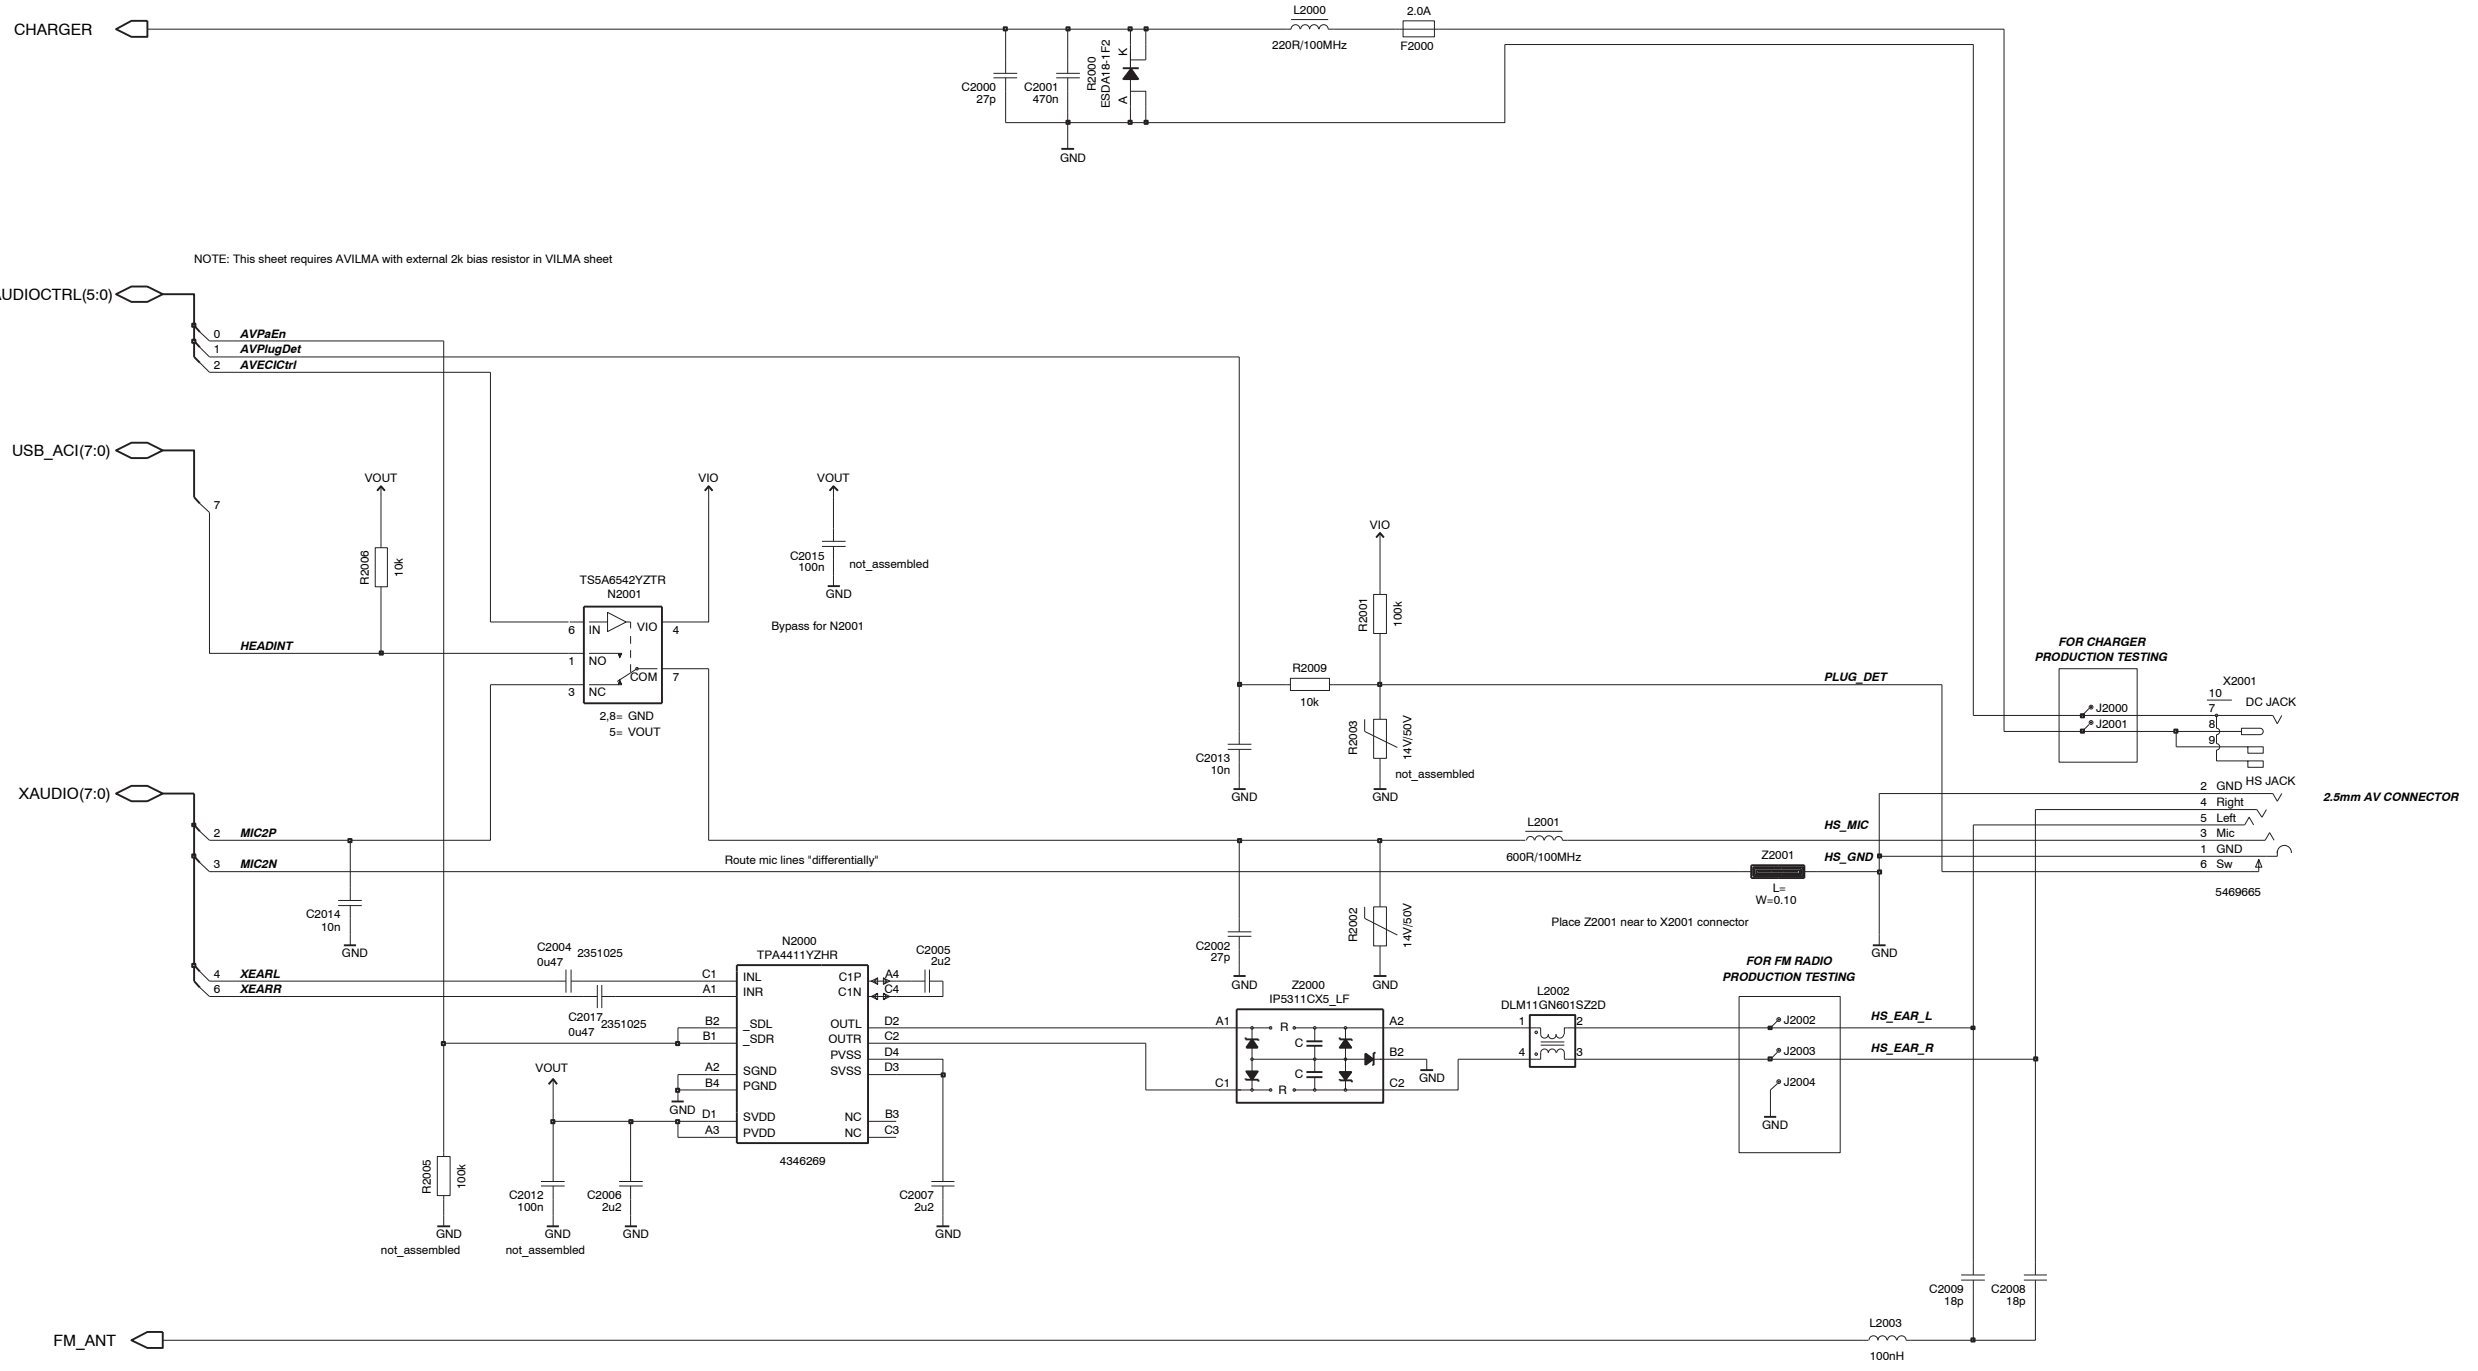 CHARGER
L2000
220R/100MHz
2.0A
F2000
C2000
27p
C2001
470n
R2000
ESDA18-1F2
K
A
GND
NOTE: This sheet requires AVILMA with external 2k bias resistor in VILMA sheet
UDIOCTRL(5:0)
0 AVPaEn
1 AVPlugDet
2 AVECICtrl
USB_ACI(7:0)
7
VOUT
R2006
10k
HEADINT
VIO
VOUT
C2015
100n
not_assembled
GND
Bypass for N2001
TS5A6542YZTR
N2001
6 IN VIO 4
1 NO
COM 7
3 NC
2,8= GND
5= VOUT
VIO
R2001
100k
R2009
10k
PLUG_DET
R2003
14V/50V
not_assembled
GND
C2013
10n
GND
FOR CHARGER
PRODUCTION TESTING
J2000
J2001
X2001
10
7
DC JACK
8
9
HS JACK
2 GND
4 Right
5 Left
3 Mic
1 GND
6 Sw
5469665
2.5mm AV CONNECTOR
XAUDIO(7:0)
2 MIC2P
3 MIC2N
Route mic lines "differentially"
L2001
600R/100MHz
HS_MIC
Z2001
L=
W=0.10
HS_GND
Place Z2001 near to X2001 connector
GND
C2014
10n
GND
C2002
27p
GND
R2002
14V/50V
GND
4 XEARL
6 XEARR
C2004
0u47
2351025
C2017
0u47
2351025
N2000
TPA4411YZHR
C1 INL C1P A4
A1 INR C1N C4
B2 _SDL OUTL D2
B1 _SDR OUTR C2
PVSS D4
A2 SGND SVSS D3
B4 PGND
GND
D1 SVDD NC B3
A3 PVDD NC C3
4346269
C2005
2u2
Z2000
IP5311CX5_LF
A1 R A2
C
B2
GND
C
C1 R C2
L2002
DLM11GN601SZ2D
1 2
4 3
FOR FM RADIO
PRODUCTION TESTING
J2002
J2003
J2004
GND
HS_EAR_L
HS_EAR_R
VOUT
R2005
100k
GND
not_assembled
C2012
100n
GND
not_assembled
C2006
2u2
GND
C2007
2u2
GND
C2009
18p
C2008
18p
FM_ANT
L2003
100nH